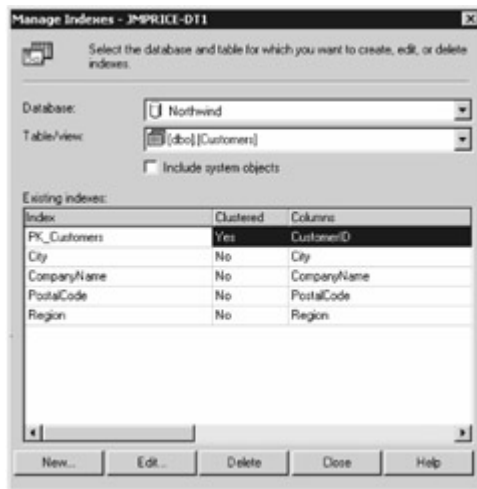 Manage Indexes - JMPRICE-DT1
Select the database and table for which you want to create, edit, or delete
indexes.
Database: Northwind
Table/view: [dbo].[Customers]
Include system objects
Existing indexes:
Index Clustered Columns
PK_Customers Yes CustomerID
City No City
CompanyName No CompanyName
PostalCode No PostalCode
Region No Region
New... Edit... Delete Close Help